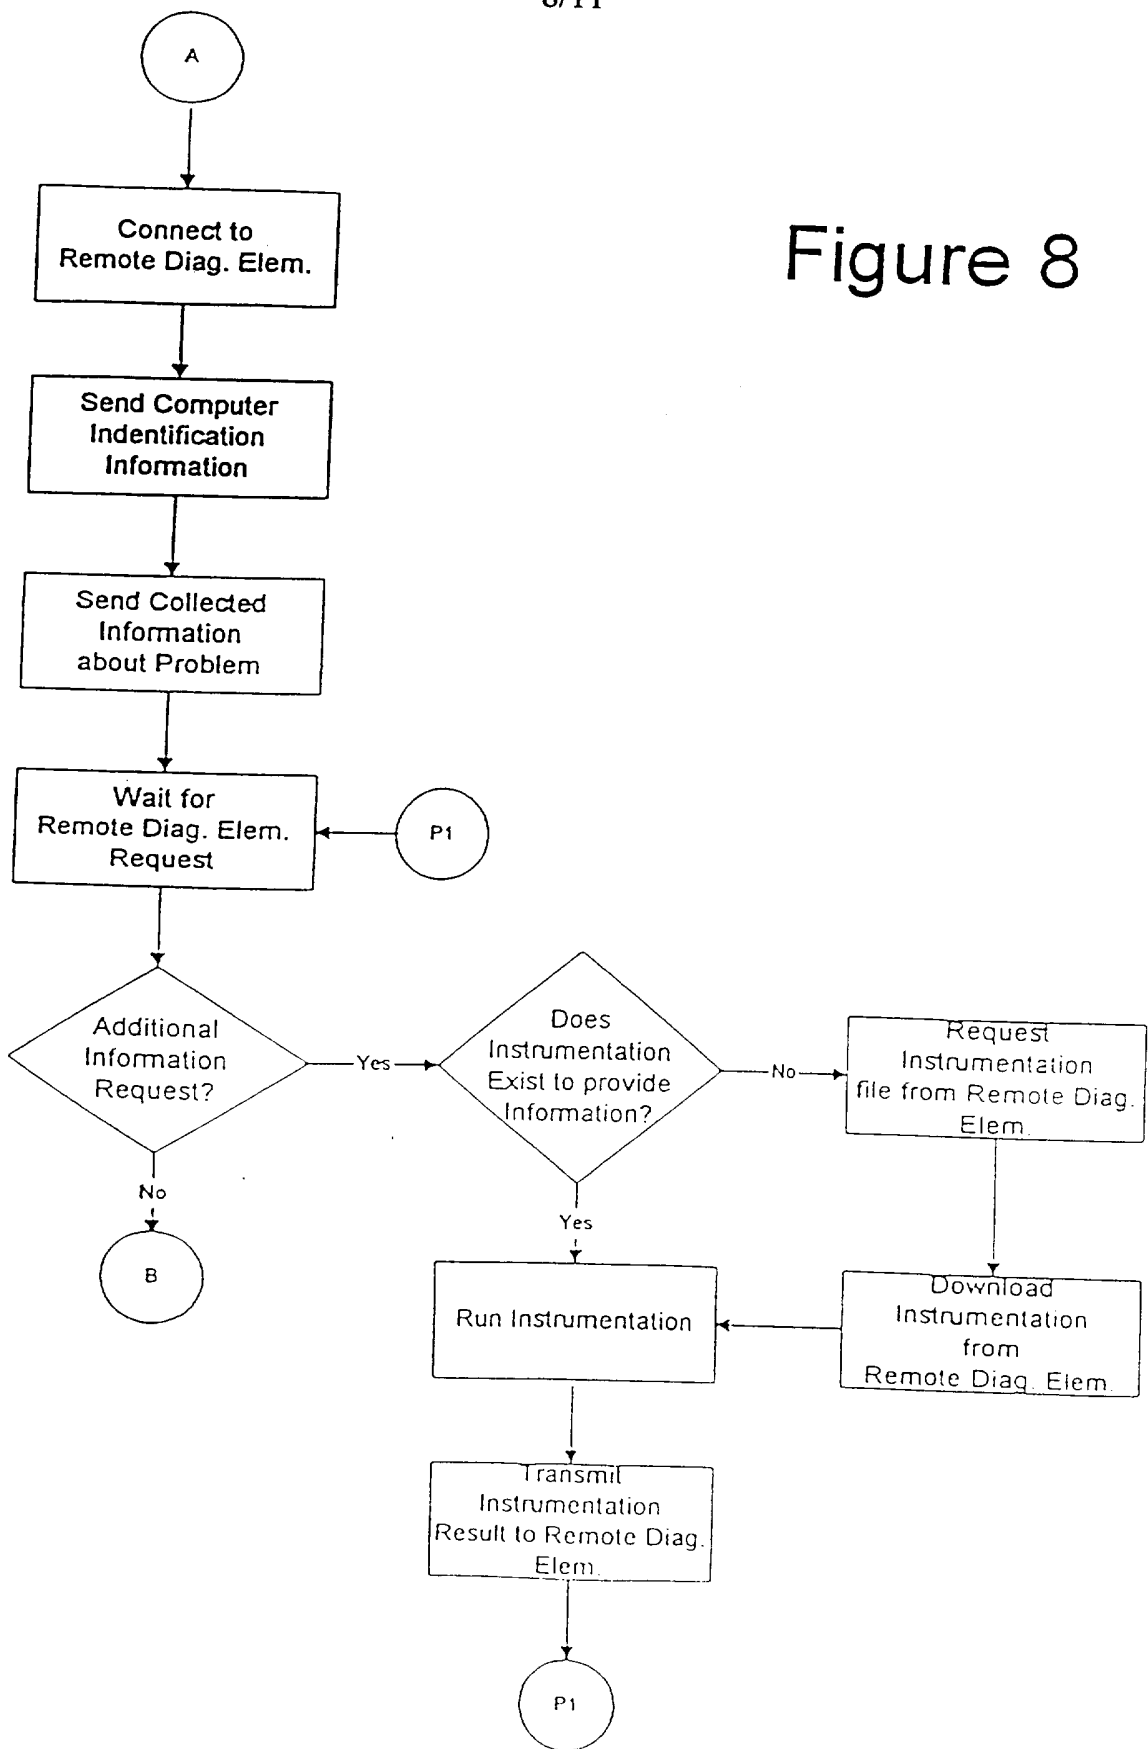 8/11
A
Figure 8
Connect to
Remote Diag. Elem.
Send Computer
Indentification
Information
Send Collected
Information
about Problem
Wait for
Remote Diag. Elem.
Request
P1
Additional
Information
Request?
Yes
Does
Instrumentation
Exist to provide
Information?
No
Request
Instrumentation
file from Remote Diag.
Elem.
No
Yes
B
Run Instrumentation
Download
Instrumentation
from
Remote Diag. Elem.
Transmit
Instrumentation
Result to Remote Diag.
Elem.
P1